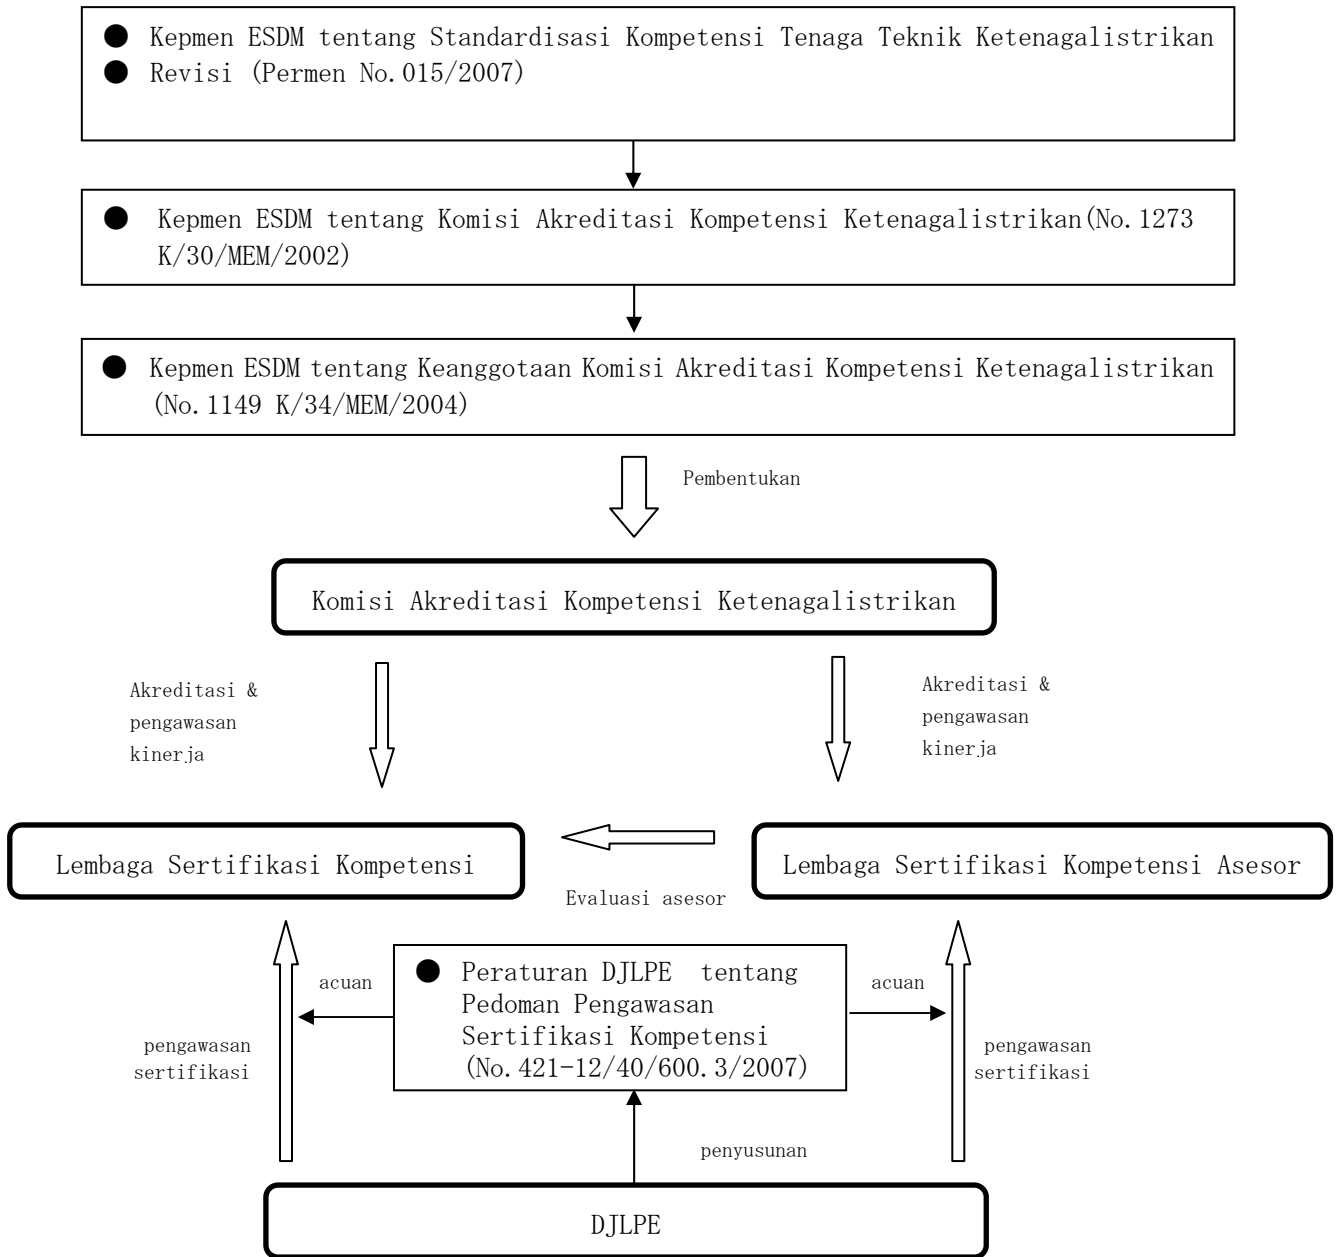 ● Kepmen ESDM tentang Standardisasi Kompetensi Tenaga Teknik Ketenagalistrikan
● Revisi (Permen No.015/2007)
● Kepmen ESDM tentang Komisi Akreditasi Kompetensi Ketenagalistrikan(No.1273
K/30/MEM/2002)
● Kepmen ESDM tentang Keanggotaan Komisi Akreditasi Kompetensi Ketenagalistrikan
(No.1149 K/34/MEM/2004)
Pembentukan
Komisi Akreditasi Kompetensi Ketenagalistrikan
Akreditasi &
pengawasan
kinerja
Akreditasi &
pengawasan
kinerja
Lembaga Sertifikasi Kompetensi
Lembaga Sertifikasi Kompetensi Asesor
Evaluasi asesor
acuan
● Peraturan DJLPE tentang
Pedoman Pengawasan
Sertifikasi Kompetensi
(No.421-12/40/600.3/2007)
acuan
pengawasan
sertifikasi
pengawasan
sertifikasi
penyusunan
DJLPE